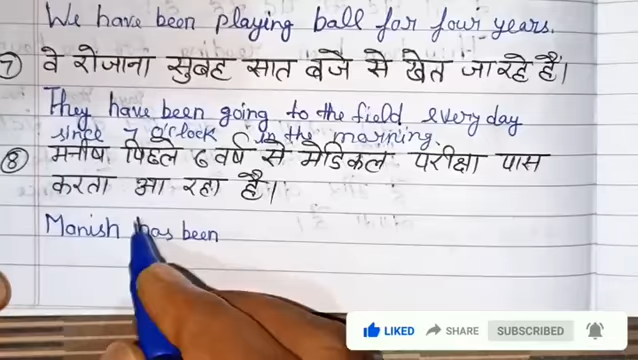 We have been playing ball for four years.
⑦ वे रोजाना सुबह सात बजे से खेत जा रहे हैं।
They have been going to the field every day
since 7 o'clock in the morning.
⑧ मनीष पिछले 6 वर्ष से मेडिकल परीक्षा पास
करता आ रहा है।
Manish has been
LIKED SHARE SUBSCRIBED